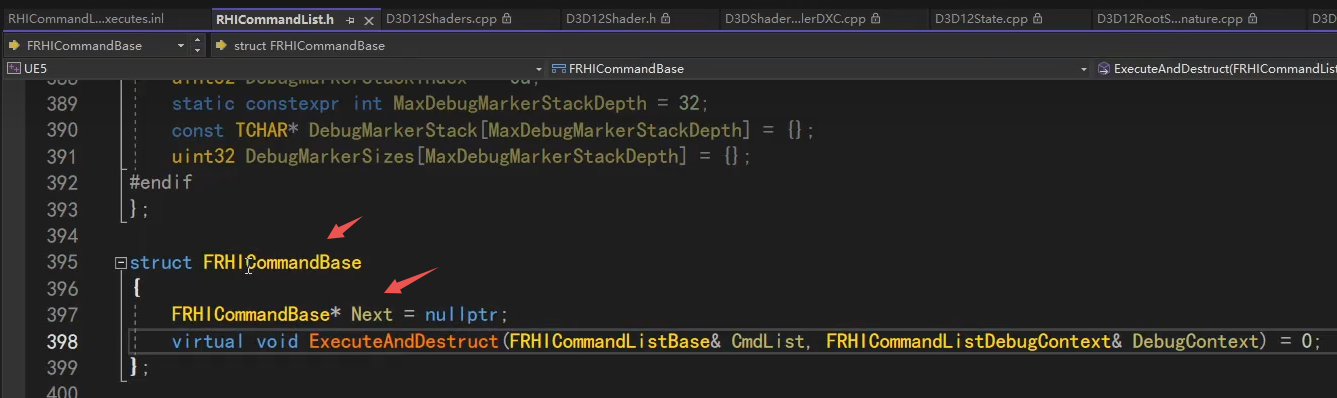 RHICommandL...xecutes.inl RHICommandList.h D3D12Shaders.cpp D3D12Shader.h D3DShader...lerDXC.cpp D3D12State.cpp D3D12RootS...nature.cpp D3D
FRHICommandBase struct FRHICommandBase
UE5 FRHICommandBase ExecuteAndDestruct(FRHICommandList
388 uint32 DebugMarkerStackIndex = 0u;
389 static constexpr int MaxDebugMarkerStackDepth = 32;
390 const TCHAR* DebugMarkerStack[MaxDebugMarkerStackDepth] = {};
391 uint32 DebugMarkerSizes[MaxDebugMarkerStackDepth] = {};
392 #endif
393 };
394
395 struct FRHICommandBase
396 {
397 FRHICommandBase* Next = nullptr;
398 virtual void ExecuteAndDestruct(FRHICommandListBase& CmdList, FRHICommandListDebugContext& DebugContext) = 0;
399 };
400